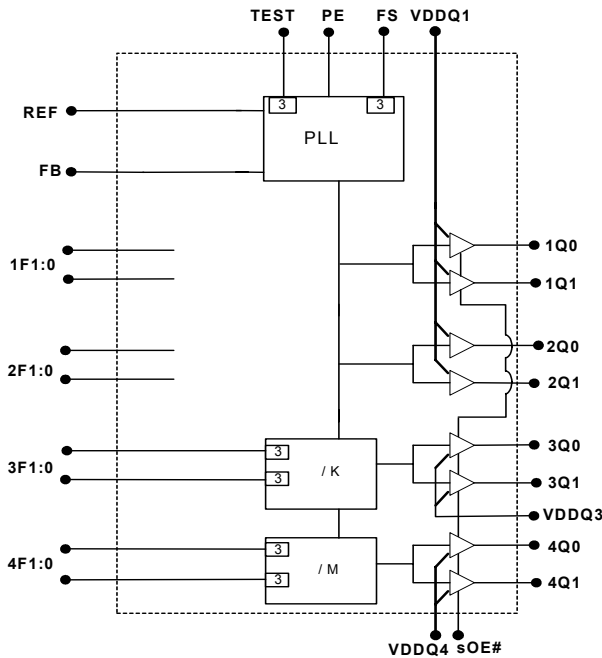 TEST PE FS VDDQ1
3 3
REF
PLL
FB
1Q0
1F1:0
1Q1
2Q0
2F1:0
2Q1
3Q0
3
/ K
3F1:0
3
3Q1
VDDQ3
4Q0
3
4F1:0
/ M
3
4Q1
VDDQ4 sOE#